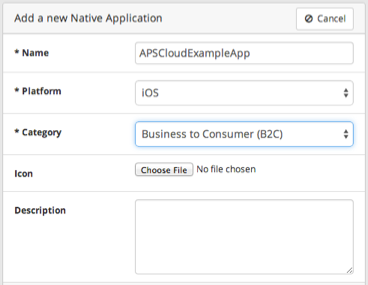 Add a new Native Application
Cancel
* Name
APSCloudExampleApp
* Platform
iOS
* Category
Business to Consumer (B2C)
Icon
Choose File No file chosen
Description